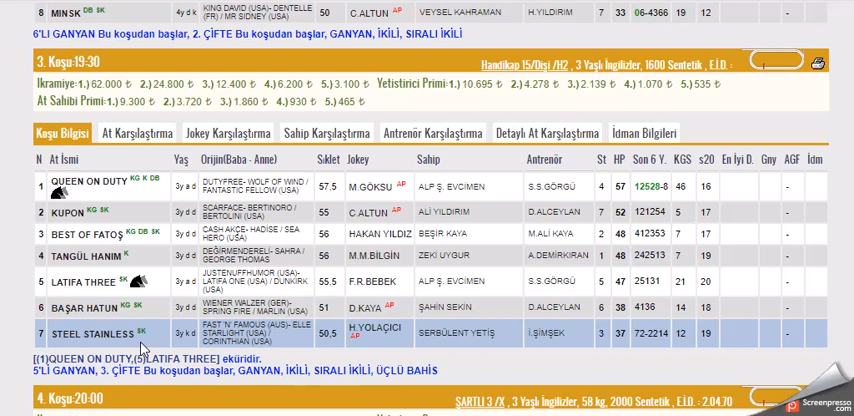 8 MINSK DB SK 4y d k KING DAVID (USA)- DENTELLE (FR) / MR SIDNEY (USA) 50 C.ALTUN AP VEYSEL KAHRAMAN H.YILDIRIM 7 33 06-4366 19 12
6'LI GANYAN Bu koşudan başlar, 2. ÇİFTE Bu koşudan başlar, GANYAN, İKİLİ, SIRALI İKİLİ
3. Koşu:19-30 Handikap 15/Dişi /H2 , 3 Yaşlı İngilizler, 1600 Sentetik , E.İ.D. :
Ikramiye: 1.) 62.000 ₺ 2.) 24.800 ₺ 3.) 12.400 ₺ 4.) 6.200 ₺ 5.) 3.100 ₺ Yetistirici Primi: 1.) 10.695 ₺ 2.) 4.278 ₺ 3.) 2.139 ₺ 4.) 1.070 ₺ 5.) 535 ₺
At Sahibi Primi: 1.) 9.300 ₺ 2.) 3.720 ₺ 3.) 1.860 ₺ 4.) 930 ₺ 5.) 465 ₺
Koşu Bilgisi At Karşılaştırma Jokey Karşılaştırma Sahip Karşılaştırma Antrenör Karşılaştırma Detaylı At Karşılaştırma İdman Bilgileri
N At İsmi Yaş Orijin(Baba - Anne) Sıklet Jokey Sahip Antrenör St HP Son 6 Y. KGS s20 En İyi D. Gny AGF İdm
1 QUEEN ON DUTY KG K DB SK 3y a d DUTYFREE- WOLF OF WIND / FANTASTIC FELLOW (USA) 57,5 M.GÖKSU AP ALP Ş. EVCİMEN S.S.GÖRGÜ 4 57 12528-8 46 16 -
2 KUPON KG SK 3y d d SCARFACE- BERTINORO / BERTOLINI (USA) 55 C.ALTUN AP ALİ YILDIRIM D.ALCEYLAN 7 52 121254 5 17 -
3 BEST OF FATOŞ KG DB SK 3y d d CASH AKÇE- HADİSE / SEA HERO (USA) 56 HAKAN YILDIZ BEŞİR KAYA M.ALİ KAYA 2 48 412353 7 17 -
4 TANGÜL HANIM K 3y d d DEĞİRMENDERELİ- SAHRA / GEORGE THOMAS 56 M.M.BİLGİN ZEKİ UYGUR A.DEMİRKIRAN 1 48 242513 7 19 -
5 LATIFA THREE SK 3y a d JUSTENUFFHUMOR (USA)- LATIFA ONE (USA) / DUNKIRK (USA) 55,5 F.R.BEBEK ALP Ş. EVCİMEN S.S.GÖRGÜ 5 47 25131 21 20 -
6 BAŞAR HATUN KG SK 3y d d WIENER WALZER (GER)- SPRING FIRE / MARLIN (USA) 51 D.KAYA AP ŞAHİN SEKİN D.ALCEYLAN 6 38 4136 14 18 -
7 STEEL STAINLESS SK 3y k d FAST 'N' FAMOUS (AUS)- ELLE STARLIGHT (USA) / CORINTHIAN (USA) 50,5 H.YOLAÇICI AP SERBÜLENT YETİŞ İ.ŞİMŞEK 3 37 72-2214 12 19 -
[(1)QUEEN ON DUTY,(5)LATIFA THREE] eküridir.
5'LI GANYAN, 3. ÇİFTE Bu koşudan başlar, GANYAN, İKİLİ, SIRALI İKİLİ, ÜÇLÜ BAHİS
4. Koşu:20-00 ŞARTLI 3 /X , 3 Yaşlı İngilizler, 58 kg, 2000 Sentetik , E.İ.D. : 2.04.70
Screenpresso
.com